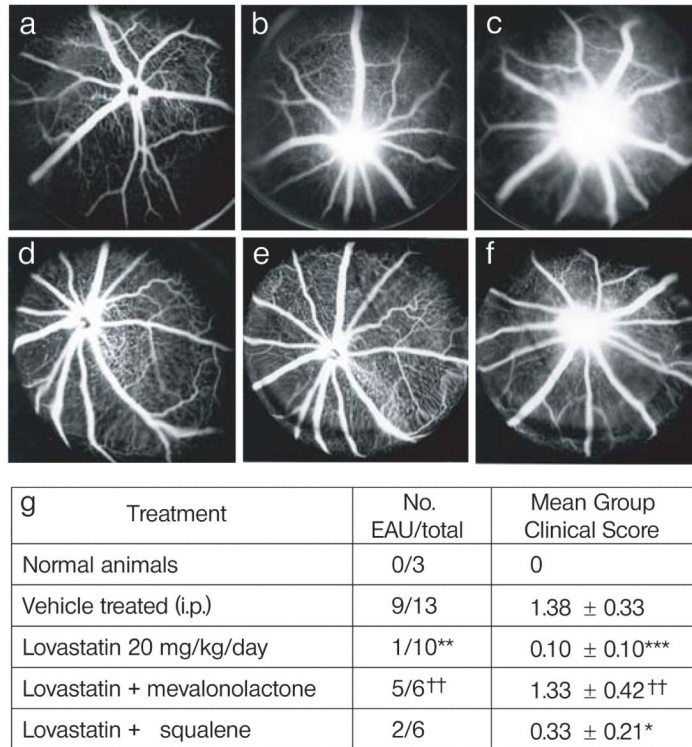 a b c
d e f
g Treatment No. EAU/total Mean Group Clinical Score
Normal animals 0/3 0
Vehicle treated (i.p.) 9/13 1.38 ± 0.33
Lovastatin 20 mg/kg/day 1/10** 0.10 ± 0.10***
Lovastatin + mevalonolactone 5/6†† 1.33 ± 0.42††
Lovastatin + squalene 2/6 0.33 ± 0.21*